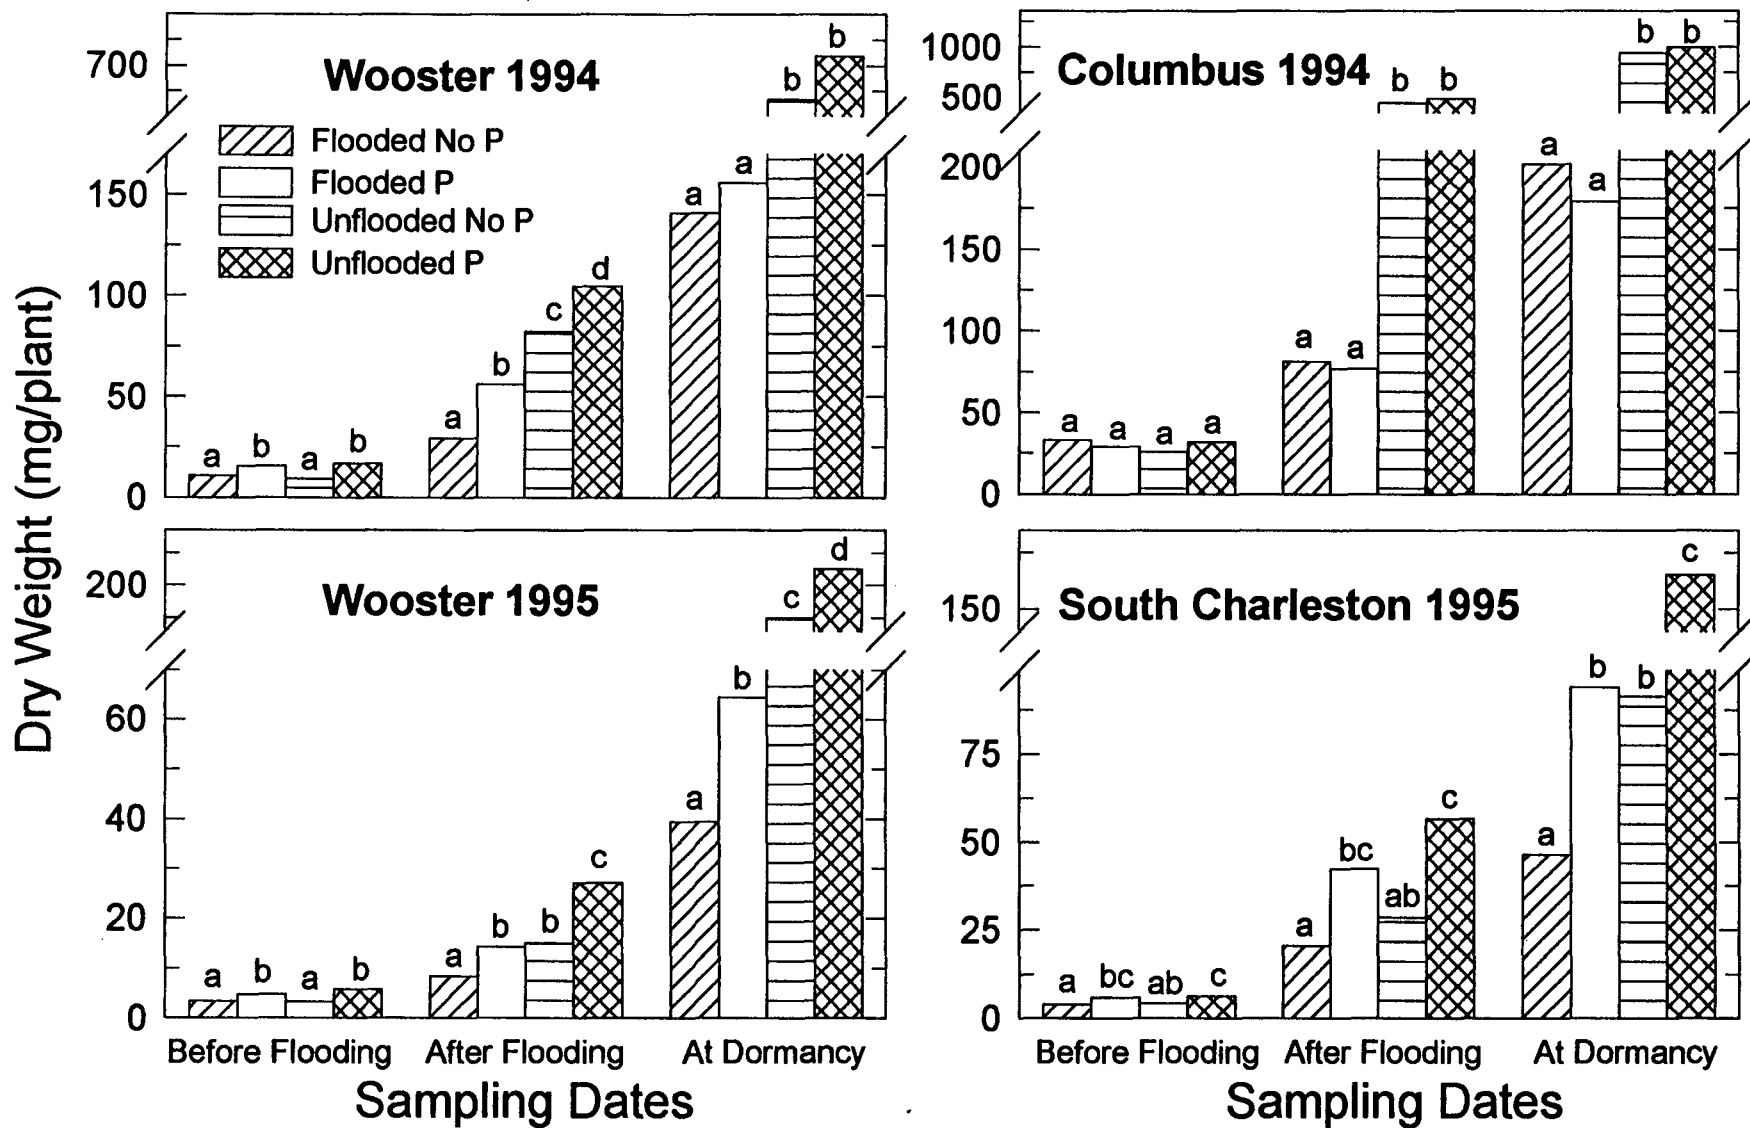 Dry Weight (mg/plant)
Wooster 1994
Flooded No P
Flooded P
Unflooded No P
Unflooded P
700
150
100
50
0
a b a b
a b c d
a a b b
Columbus 1994
1000
500
200
150
100
50
0
a a a a
a a b b
a a b b
Wooster 1995
200
60
40
20
0
a b a b
a b b c
a b c d
Before Flooding After Flooding At Dormancy
Sampling Dates
South Charleston 1995
150
75
50
25
0
a bc ab c
a bc ab c
a b b c
Before Flooding After Flooding At Dormancy
Sampling Dates